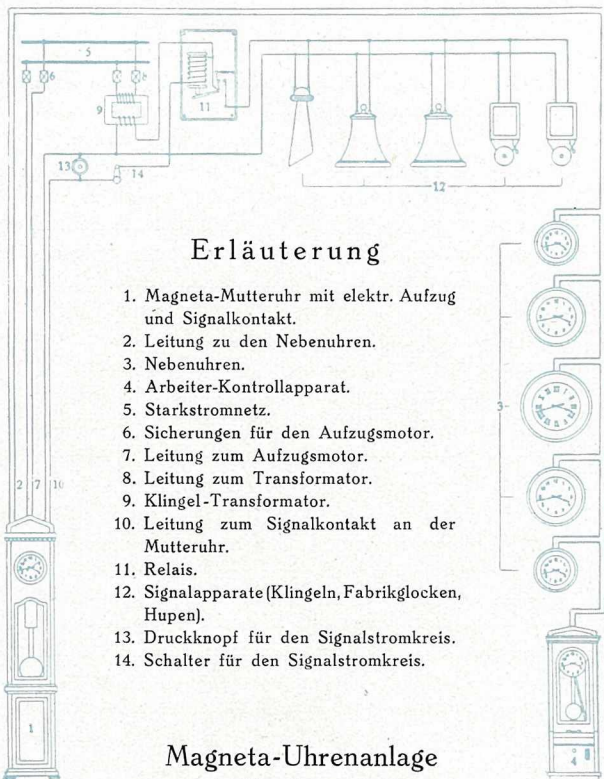 5
6
8
9
11
13
14
12
Erläuterung
1. Magneta-Mutteruhr mit elektr. Aufzug
und Signalkontakt.
2. Leitung zu den Nebenuhren.
3. Nebenuhren.
4. Arbeiter-Kontrollapparat.
5. Starkstromnetz.
6. Sicherungen für den Aufzugsmotor.
7. Leitung zum Aufzugsmotor.
8. Leitung zum Transformator.
9. Klingel-Transformator.
10. Leitung zum Signalkontakt an der
Mutteruhr.
11. Relais.
12. Signalapparate (Klingeln, Fabrikglocken,
Hupen).
13. Druckknopf für den Signalstromkreis.
14. Schalter für den Signalstromkreis.
3
2 7 10
1
4
Magneta-Uhrenanlage